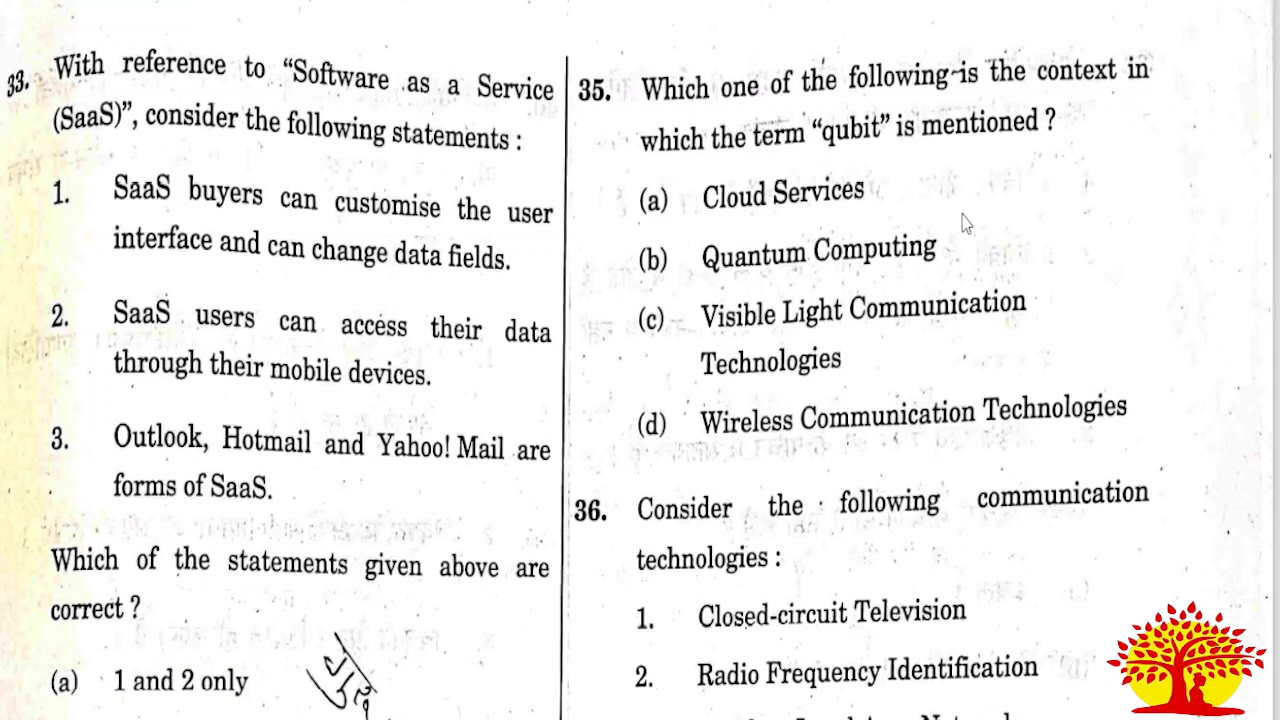 33. With reference to “Software as a Service
(SaaS)”, consider the following statements :
1. SaaS buyers can customise the user
interface and can change data fields.
2. SaaS users can access their data
through their mobile devices.
3. Outlook, Hotmail and Yahoo! Mail are
forms of SaaS.
Which of the statements given above are
correct ?
(a) 1 and 2 only
35. Which one of the following is the context in
which the term “qubit” is mentioned ?
(a) Cloud Services
(b) Quantum Computing
(c) Visible Light Communication
Technologies
(d) Wireless Communication Technologies
36. Consider the following communication
technologies :
1. Closed-circuit Television
2. Radio Frequency Identification